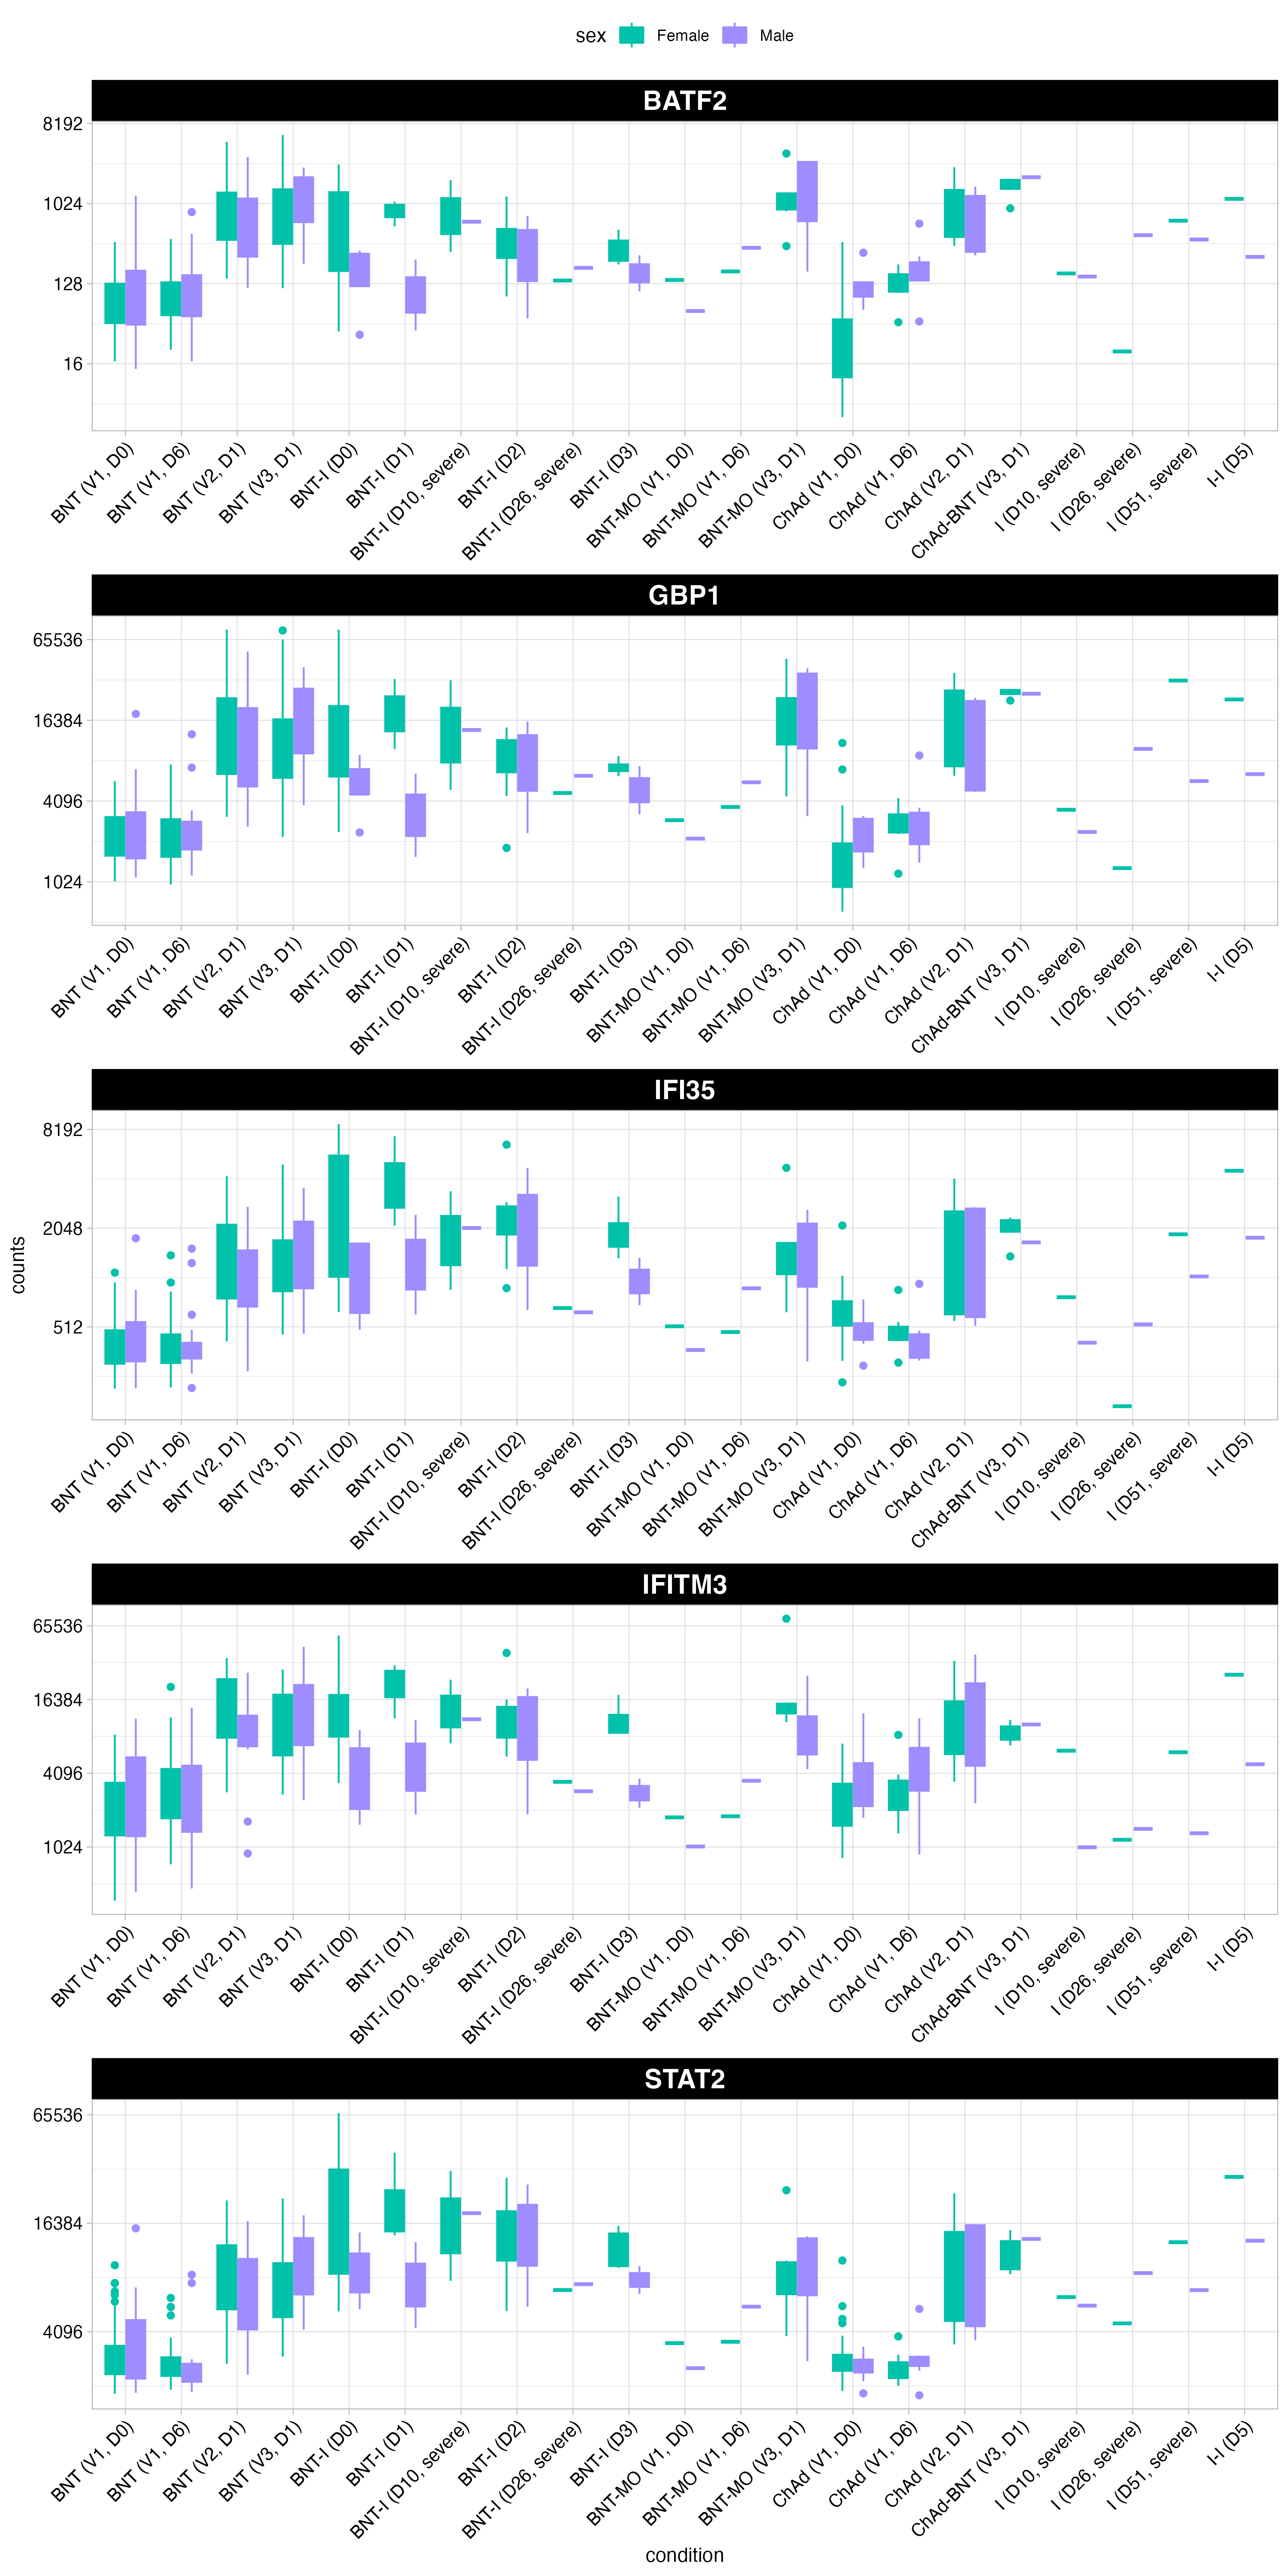 sex Female Male
BATF2
8192
1024
128
16
BNT (V1, D0)
BNT (V1, D6)
BNT (V2, D1)
BNT (V3, D1)
BNT-I (D0)
BNT-I (D1)
BNT-I (D10, severe)
BNT-I (D2)
BNT-I (D26, severe)
BNT-I (D3)
BNT-MO (V1, D0)
BNT-MO (V1, D6)
BNT-MO (V3, D1)
ChAd (V1, D0)
ChAd (V1, D6)
ChAd (V2, D1)
ChAd-BNT (V3, D1)
I (D10, severe)
I (D26, severe)
I (D51, severe)
I-I (D5)
GBP1
65536
16384
4096
1024
BNT (V1, D0)
BNT (V1, D6)
BNT (V2, D1)
BNT (V3, D1)
BNT-I (D0)
BNT-I (D1)
BNT-I (D10, severe)
BNT-I (D2)
BNT-I (D26, severe)
BNT-I (D3)
BNT-MO (V1, D0)
BNT-MO (V1, D6)
BNT-MO (V3, D1)
ChAd (V1, D0)
ChAd (V1, D6)
ChAd (V2, D1)
ChAd-BNT (V3, D1)
I (D10, severe)
I (D26, severe)
I (D51, severe)
I-I (D5)
counts
IFI35
8192
2048
512
BNT (V1, D0)
BNT (V1, D6)
BNT (V2, D1)
BNT (V3, D1)
BNT-I (D0)
BNT-I (D1)
BNT-I (D10, severe)
BNT-I (D2)
BNT-I (D26, severe)
BNT-I (D3)
BNT-MO (V1, D0)
BNT-MO (V1, D6)
BNT-MO (V3, D1)
ChAd (V1, D0)
ChAd (V1, D6)
ChAd (V2, D1)
ChAd-BNT (V3, D1)
I (D10, severe)
I (D26, severe)
I (D51, severe)
I-I (D5)
IFITM3
65536
16384
4096
1024
BNT (V1, D0)
BNT (V1, D6)
BNT (V2, D1)
BNT (V3, D1)
BNT-I (D0)
BNT-I (D1)
BNT-I (D10, severe)
BNT-I (D2)
BNT-I (D26, severe)
BNT-I (D3)
BNT-MO (V1, D0)
BNT-MO (V1, D6)
BNT-MO (V3, D1)
ChAd (V1, D0)
ChAd (V1, D6)
ChAd (V2, D1)
ChAd-BNT (V3, D1)
I (D10, severe)
I (D26, severe)
I (D51, severe)
I-I (D5)
STAT2
65536
16384
4096
BNT (V1, D0)
BNT (V1, D6)
BNT (V2, D1)
BNT (V3, D1)
BNT-I (D0)
BNT-I (D1)
BNT-I (D10, severe)
BNT-I (D2)
BNT-I (D26, severe)
BNT-I (D3)
BNT-MO (V1, D0)
BNT-MO (V1, D6)
BNT-MO (V3, D1)
ChAd (V1, D0)
ChAd (V1, D6)
ChAd (V2, D1)
ChAd-BNT (V3, D1)
I (D10, severe)
I (D26, severe)
I (D51, severe)
I-I (D5)
condition